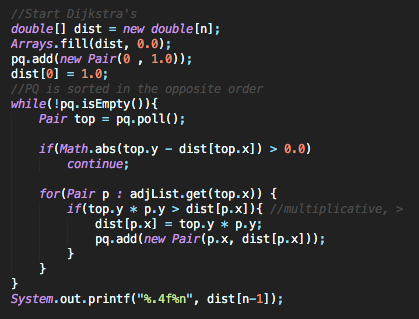 //Start Dijkstra's
double[] dist = new double[n];
Arrays.fill(dist, 0.0);
pq.add(new Pair(0 , 1.0));
dist[0] = 1.0;
//PQ is sorted in the opposite order
while(!pq.isEmpty()){
    Pair top = pq.poll();

    if(Math.abs(top.y - dist[top.x]) > 0.0)
        continue;

    for(Pair p : adjList.get(top.x)) {
        if(top.y * p.y > dist[p.x]){ //multiplicative, >
            dist[p.x] = top.y * p.y;
            pq.add(new Pair(p.x, dist[p.x]));
        }
    }
}
System.out.printf("%.4f%n", dist[n-1]);